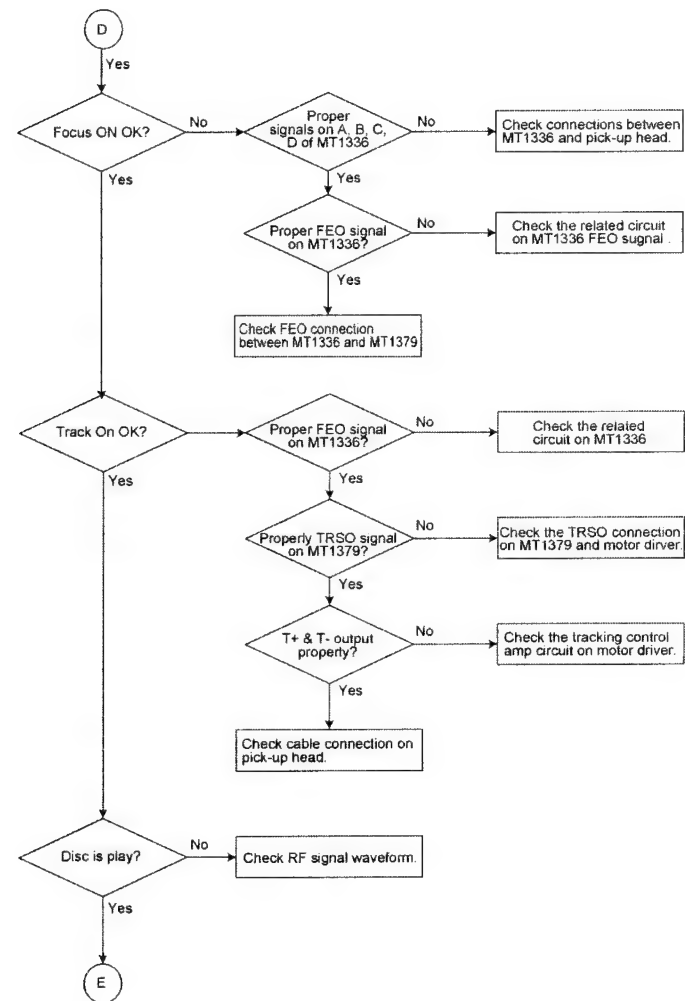 D
Yes
Focus ON OK?
No
Proper
signals on A, B, C,
D of MT1336
No
Check connections between
MT1336 and pick-up head.
Yes
Yes
Proper FEO signal
on MT1336?
No
Check the related circuit
on MT1336 FEO sugnal .
Yes
Check FEO connection
between MT1336 and MT1379
Track On OK?
Proper FEO signal
on MT1336?
No
Check the related
circuit on MT1336
Yes
Yes
Properly TRSO signal
on MT1379?
No
Check the TRSO connection
on MT1379 and motor dirver.
Yes
T+ & T- output
properly?
No
Check the tracking control
amp circuit on motor driver.
Yes
Check cable connection on
pick-up head.
Disc is play?
No
Check RF signal waveform.
Yes
E